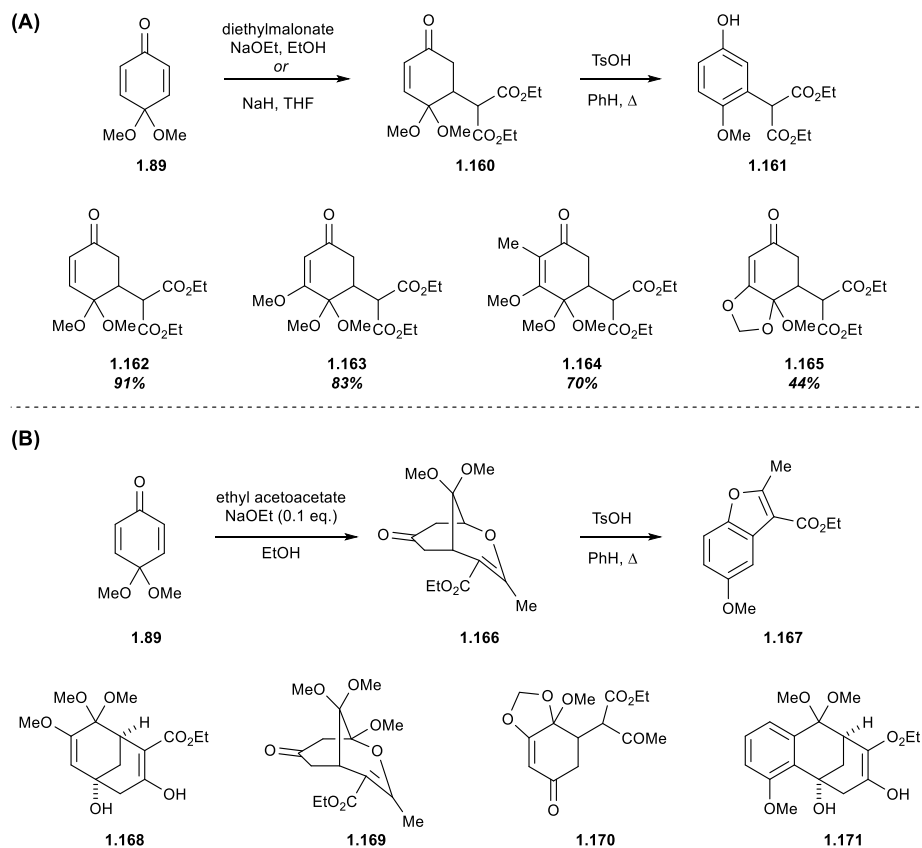 (A)
O
MeO OMe
1.89
diethylmalonate
NaOEt, EtOH
or
NaH, THF
O
CO2Et
MeO OMe CO2Et
1.160
TsOH
PhH, Δ
OH
CO2Et
OMe CO2Et
1.161
O
CO2Et
MeO OMe CO2Et
1.162
91%
O
MeO
CO2Et
MeO OMe CO2Et
1.163
83%
O
Me
MeO
CO2Et
MeO OMe CO2Et
1.164
70%
O
CO2Et
O
O OMe CO2Et
1.165
44%
(B)
O
MeO OMe
1.89
ethyl acetoacetate
NaOEt (0.1 eq.)
EtOH
MeO OMe
O
O
EtO2C
Me
1.166
TsOH
PhH, Δ
Me
O
CO2Et
OMe
1.167
MeO OMe
MeO H
CO2Et
OH
OH
1.168
MeO OMe
OMe
O
O
EtO2C
Me
1.169
O OMe CO2Et
O
COMe
O
1.170
MeO OMe
H
OEt
OH
OMe OH
1.171